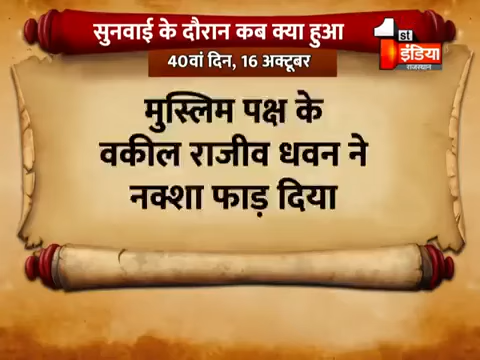 सुनवाई के दौरान कब क्या हुआ
40वां दिन, 16 अक्टूबर
1st
इंडिया
राजस्थान
मुस्लिम पक्ष के
वकील राजीव धवन ने
नक्शा फाड़ दिया